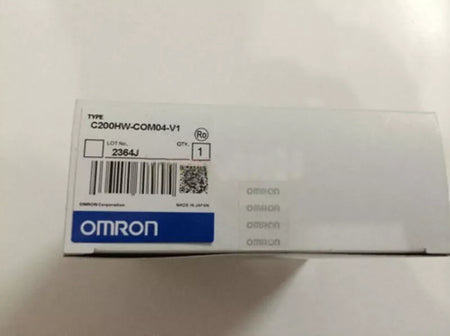 TYPE
C200HW-COM04-V1
Ro
LOT No. QTY.
2364J 1
OMRON Corporation MADE IN JAPAN
OMRON
OMRON
OMRON
OMRON
OMRON